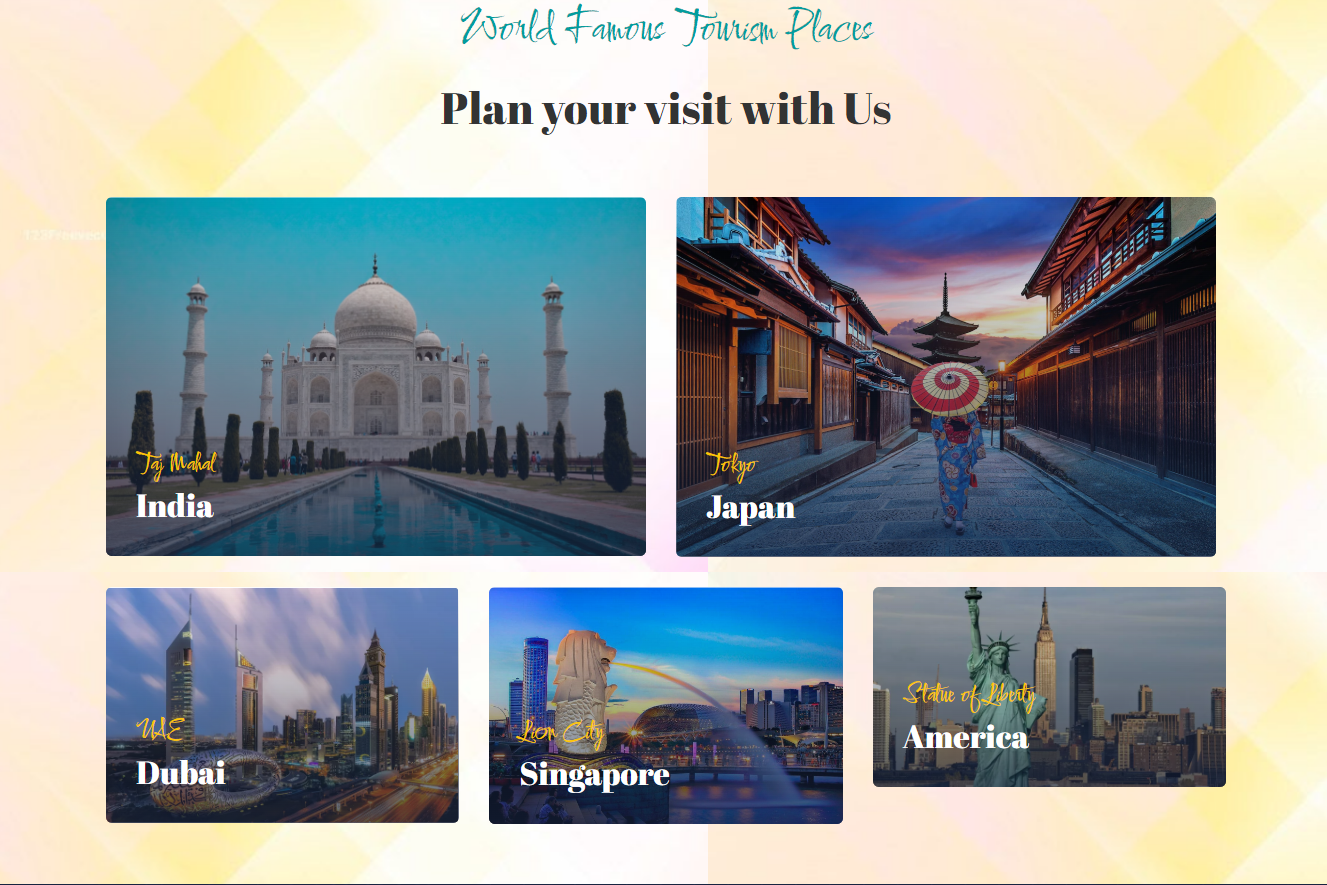 World Famous Tourism Places
Plan your visit with Us
Taj Mahal
India
Tokyo
Japan
UAE
Dubai
Lion City
Singapore
Statue of Liberty
America